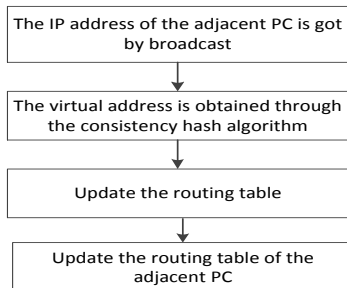 The IP address of the adjacent PC is got
by broadcast
The virtual address is obtained through
the consistency hash algorithm
Update the routing table
Update the routing table of the
adjacent PC